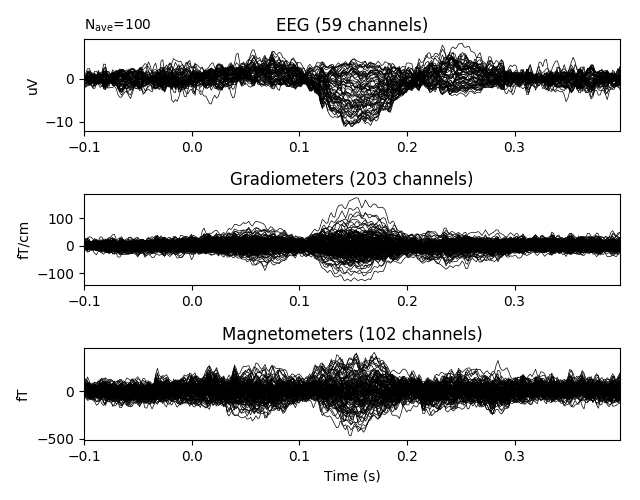 Nave=100
EEG (59 channels)
uV
0
−10
−0.1 0.0 0.1 0.2 0.3
Gradiometers (203 channels)
fT/cm
100
0
−100
−0.1 0.0 0.1 0.2 0.3
Magnetometers (102 channels)
fT
0
−500
−0.1 0.0 0.1 0.2 0.3
Time (s)